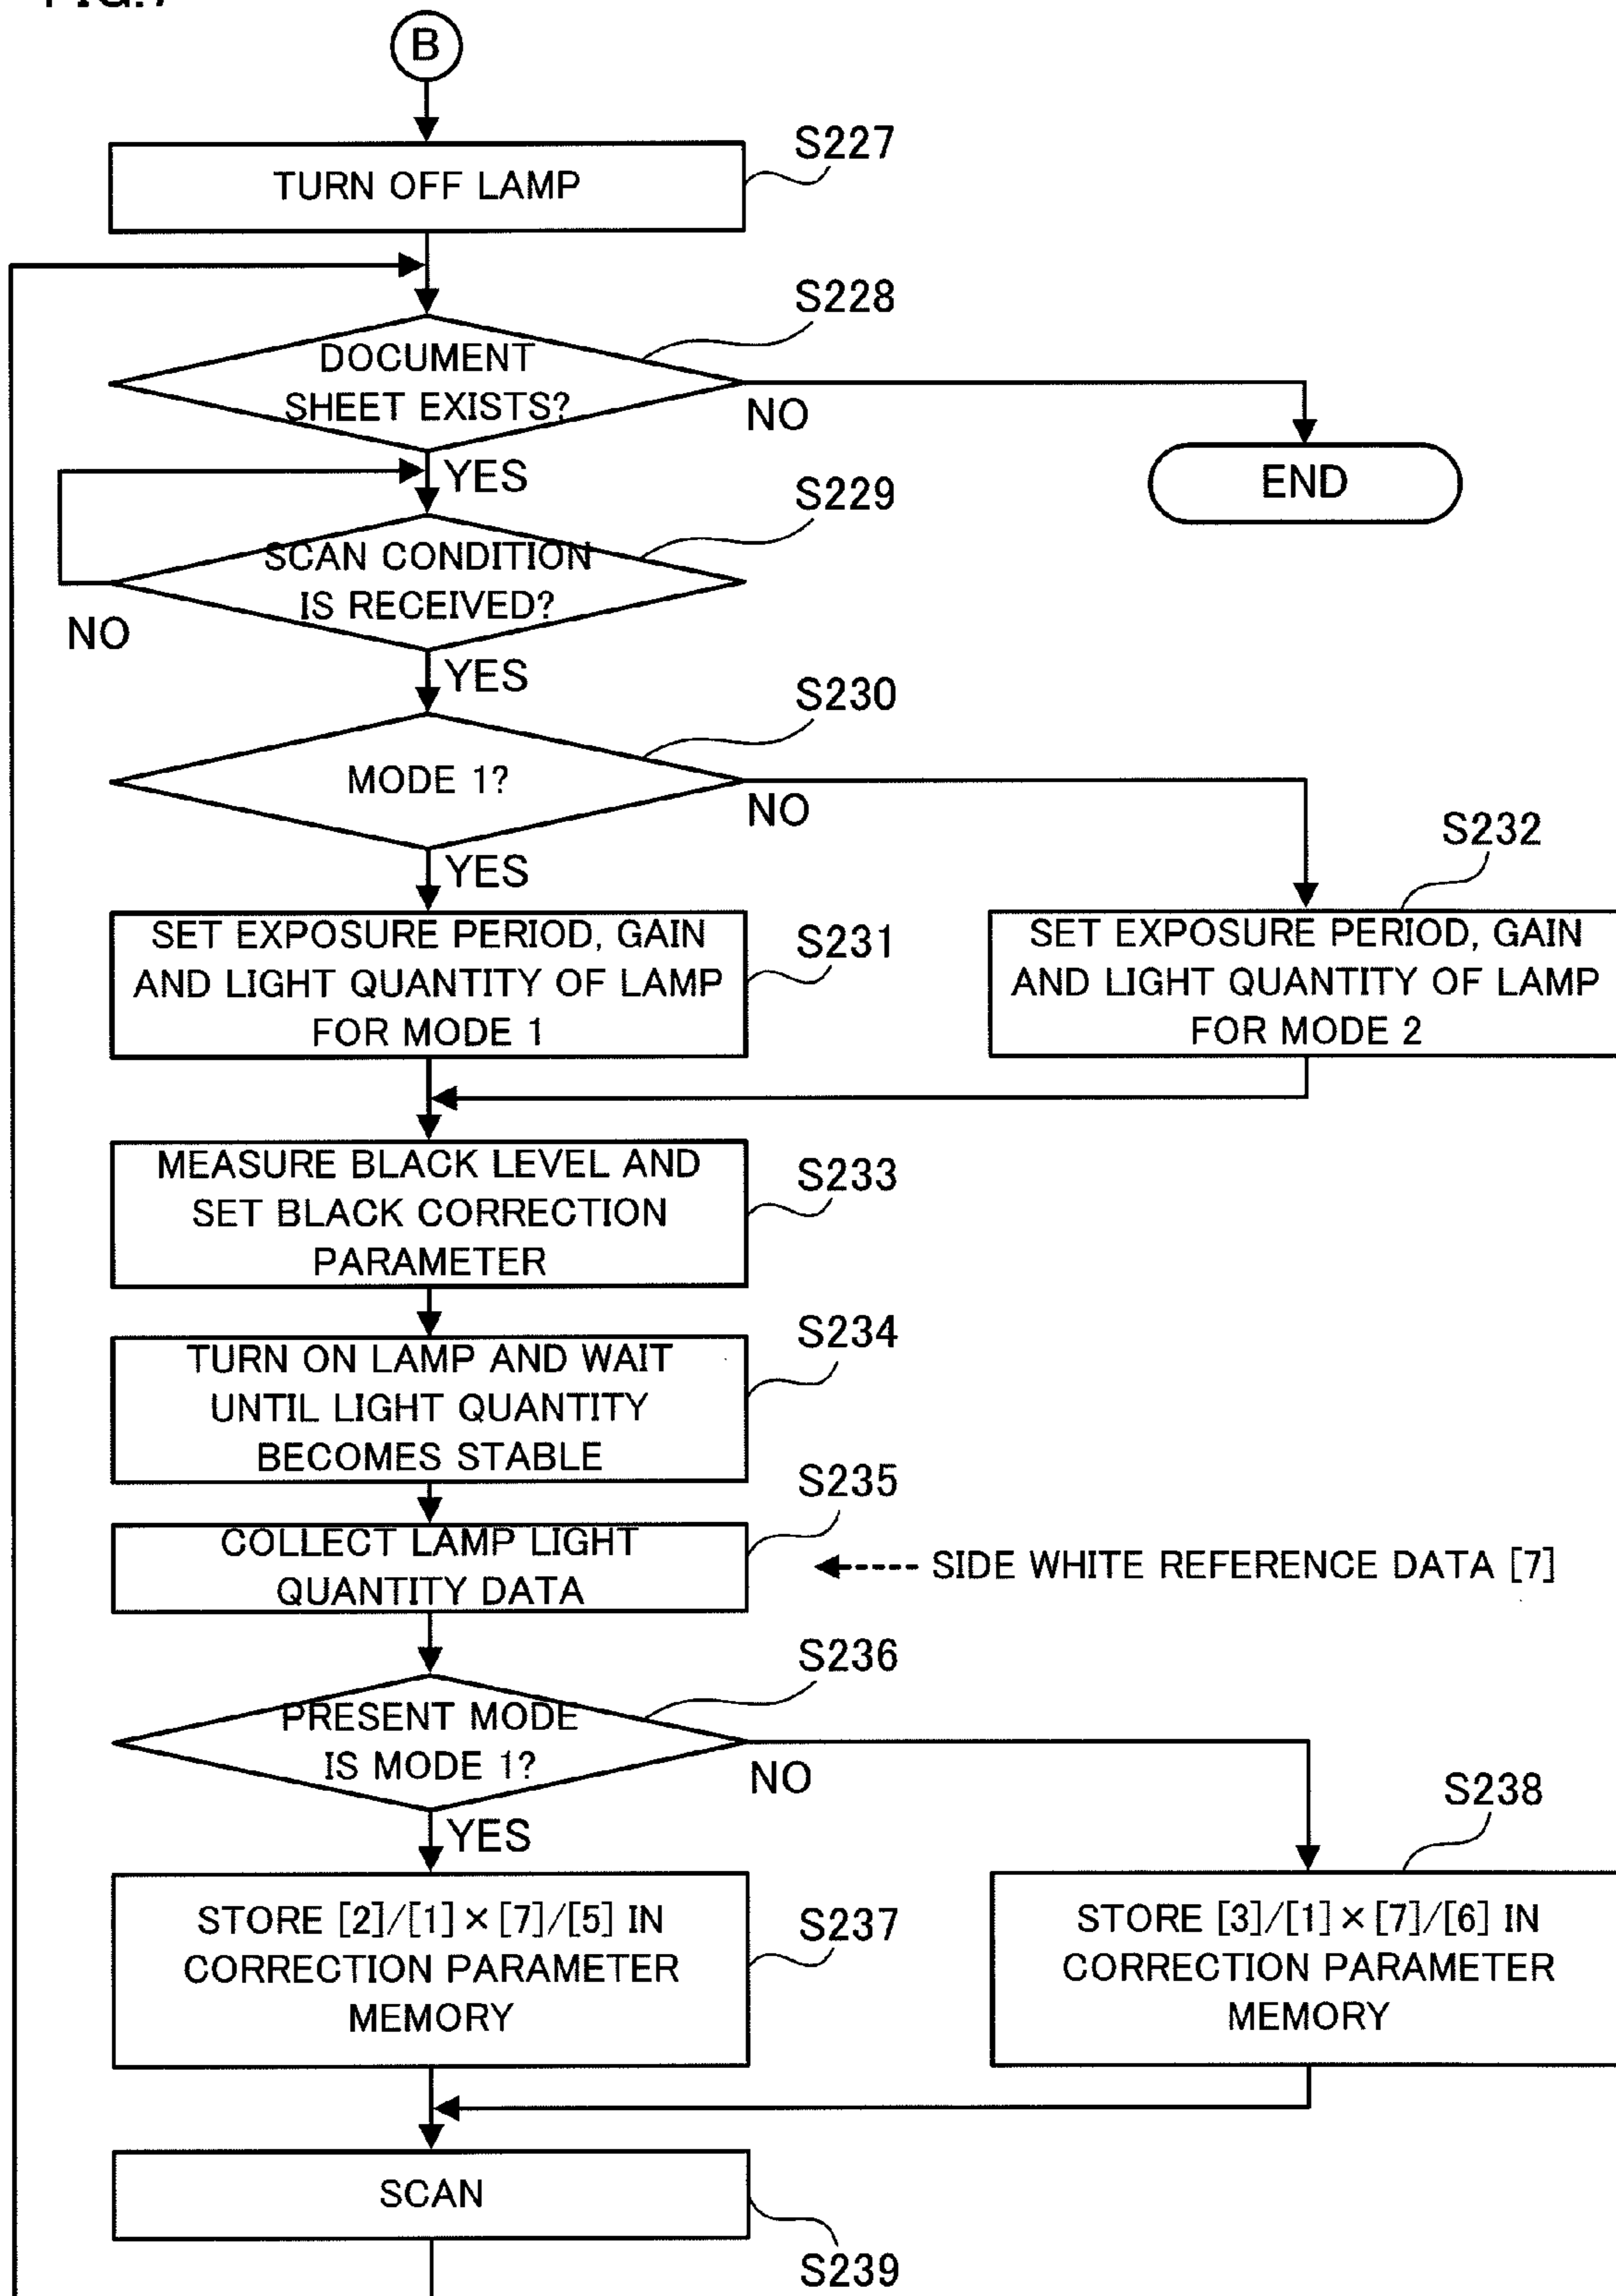 FIG.7
B
S227
TURN OFF LAMP
S228
DOCUMENT
SHEET EXISTS?
NO
END
YES
S229
SCAN CONDITION
IS RECEIVED?
NO
YES
S230
MODE 1?
NO
YES
S232
S231
SET EXPOSURE PERIOD, GAIN
AND LIGHT QUANTITY OF LAMP
FOR MODE 1
SET EXPOSURE PERIOD, GAIN
AND LIGHT QUANTITY OF LAMP
FOR MODE 2
S233
MEASURE BLACK LEVEL AND
SET BLACK CORRECTION
PARAMETER
S234
TURN ON LAMP AND WAIT
UNTIL LIGHT QUANTITY
BECOMES STABLE
S235
COLLECT LAMP LIGHT
QUANTITY DATA
SIDE WHITE REFERENCE DATA [7]
S236
PRESENT MODE
IS MODE 1?
NO
YES
S238
S237
STORE [2]/[1]×[7]/[5] IN
CORRECTION PARAMETER
MEMORY
STORE [3]/[1]×[7]/[6] IN
CORRECTION PARAMETER
MEMORY
SCAN
S239